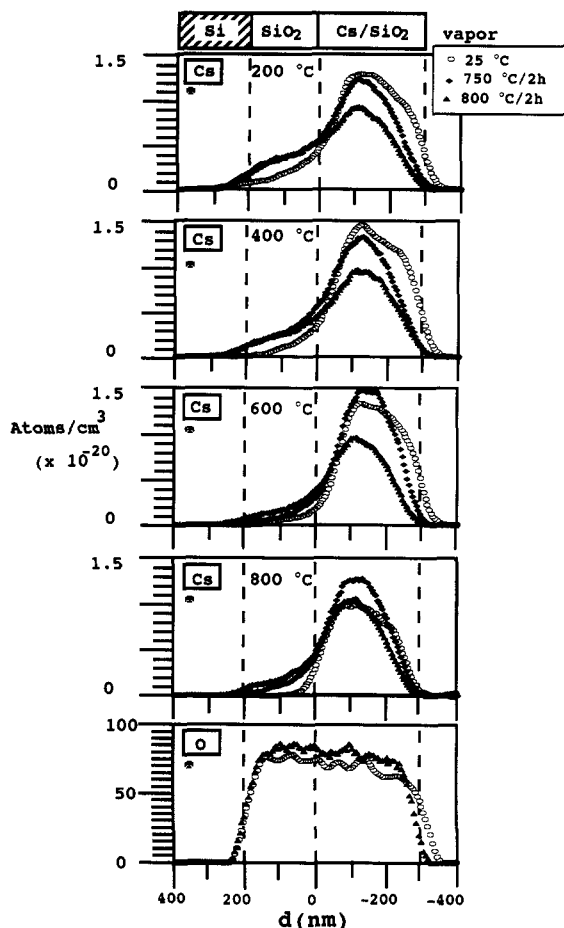 Si SiO₂ Cs/SiO₂
vapor
○ 25 °C
◆ 750 °C/2h
▲ 800 °C/2h
1.5
Cs 200 °C
0
1.5
Cs 400 °C
0
1.5
Cs 600 °C
Atoms/cm³
(x 10⁻²⁰)
0
1.5
Cs 800 °C
0
100
O
50
0
400 200 0 -200 -400
d(nm)